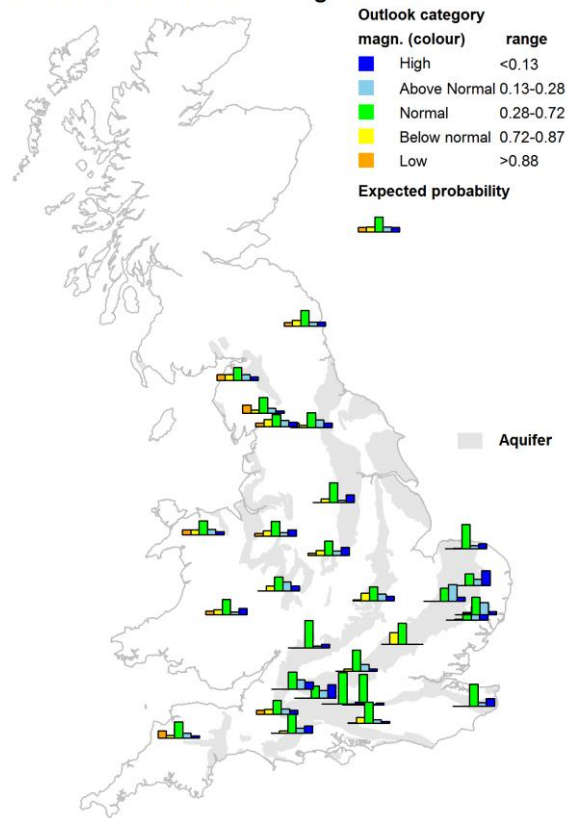 Outlook category
magn. (colour) range
High <0.13
Above Normal 0.13-0.28
Normal 0.28-0.72
Below normal 0.72-0.87
Low >0.88
Expected probability
Aquifer